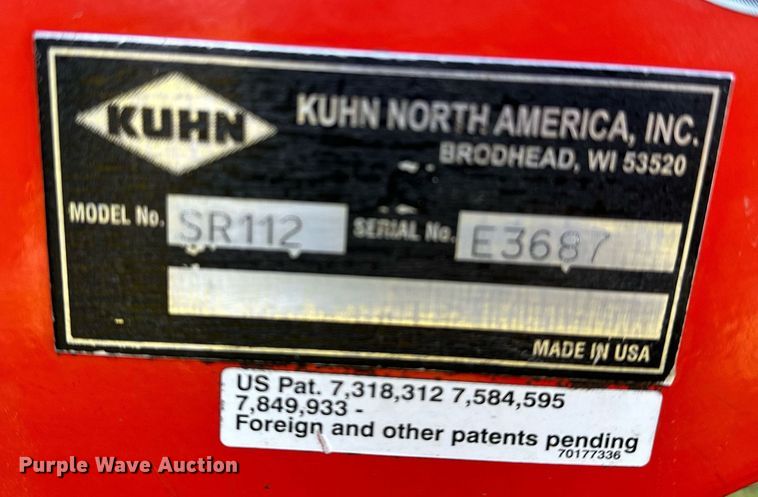 KUHN
KUHN NORTH AMERICA, INC.
BRODHEAD, WI 53520
MODEL No. SR112 SERIAL No. E3687
MADE IN USA
US Pat. 7,318,312 7,584,595
7,849,933 -
Foreign and other patents pending
70177336
Purple Wave Auction